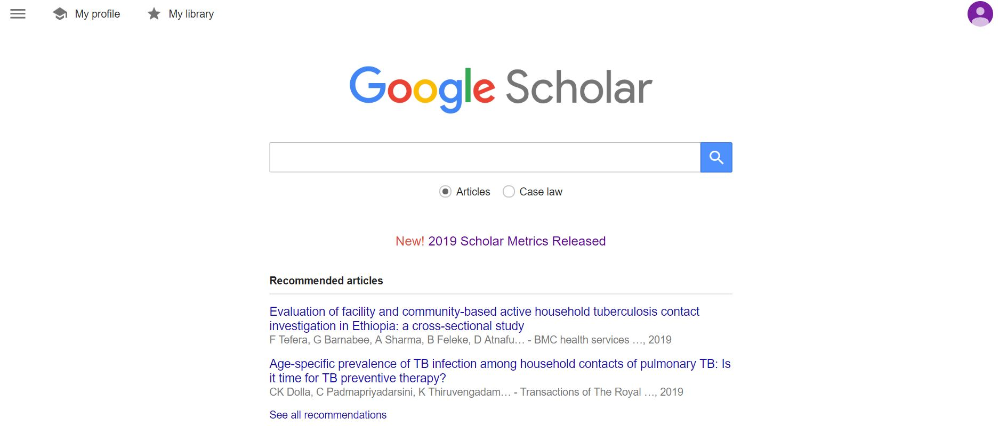 My profile
My library
Google Scholar
Articles
Case law
New! 2019 Scholar Metrics Released
Recommended articles
Evaluation of facility and community-based active household tuberculosis contact
investigation in Ethiopia: a cross-sectional study
F Tefera, G Barnabee, A Sharma, B Feleke, D Atnafu… - BMC health services …, 2019
Age-specific prevalence of TB infection among household contacts of pulmonary TB: Is
it time for TB preventive therapy?
CK Dolla, C Padmapriyadarsini, K Thiruvengadam… - Transactions of The Royal …, 2019
See all recommendations